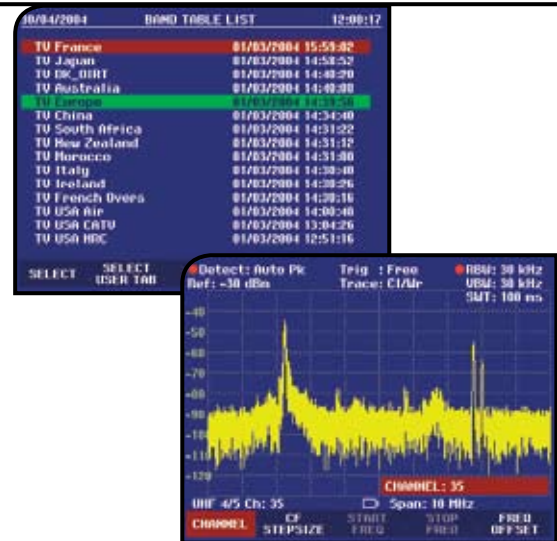 30/04/2004 BAND TABLE LIST 12:00:17
TV France 01/03/2004 15:59:02
TV Japan 01/03/2004 14:58:52
TV DK_OIRT 01/03/2004 14:40:20
TV Australia 01/03/2004 14:40:08
TV Europe 01/03/2004 14:39:56
TV China 01/03/2004 14:34:40
TV South Africa 01/03/2004 14:31:22
TV New Zealand 01/03/2004 14:31:12
TV Morocco 01/03/2004 14:31:00
TV Italy 01/03/2004 14:30:40
TV Ireland 01/03/2004 14:30:26
TV French Overs 01/03/2004 14:30:16
TV USA Air 01/03/2004 14:00:40
TV USA CATV 01/03/2004 13:04:26
TV USA HRC 01/03/2004 12:51:16
SELECT SELECT USER TAB
Detect: Auto Pk Trig : Free RBW: 30 kHz
Ref: -30 dBm Trace: Cl/Wr VBW: 30 kHz
SWT: 100 ms
-40
-50
-60
-70
-80
-90
-100
-110
-120
CHANNEL: 35
UHF 4/5 Ch: 35 Span: 10 MHz
CHANNEL CF STEPSIZE START FREQ STOP FREQ FREQ OFFSET